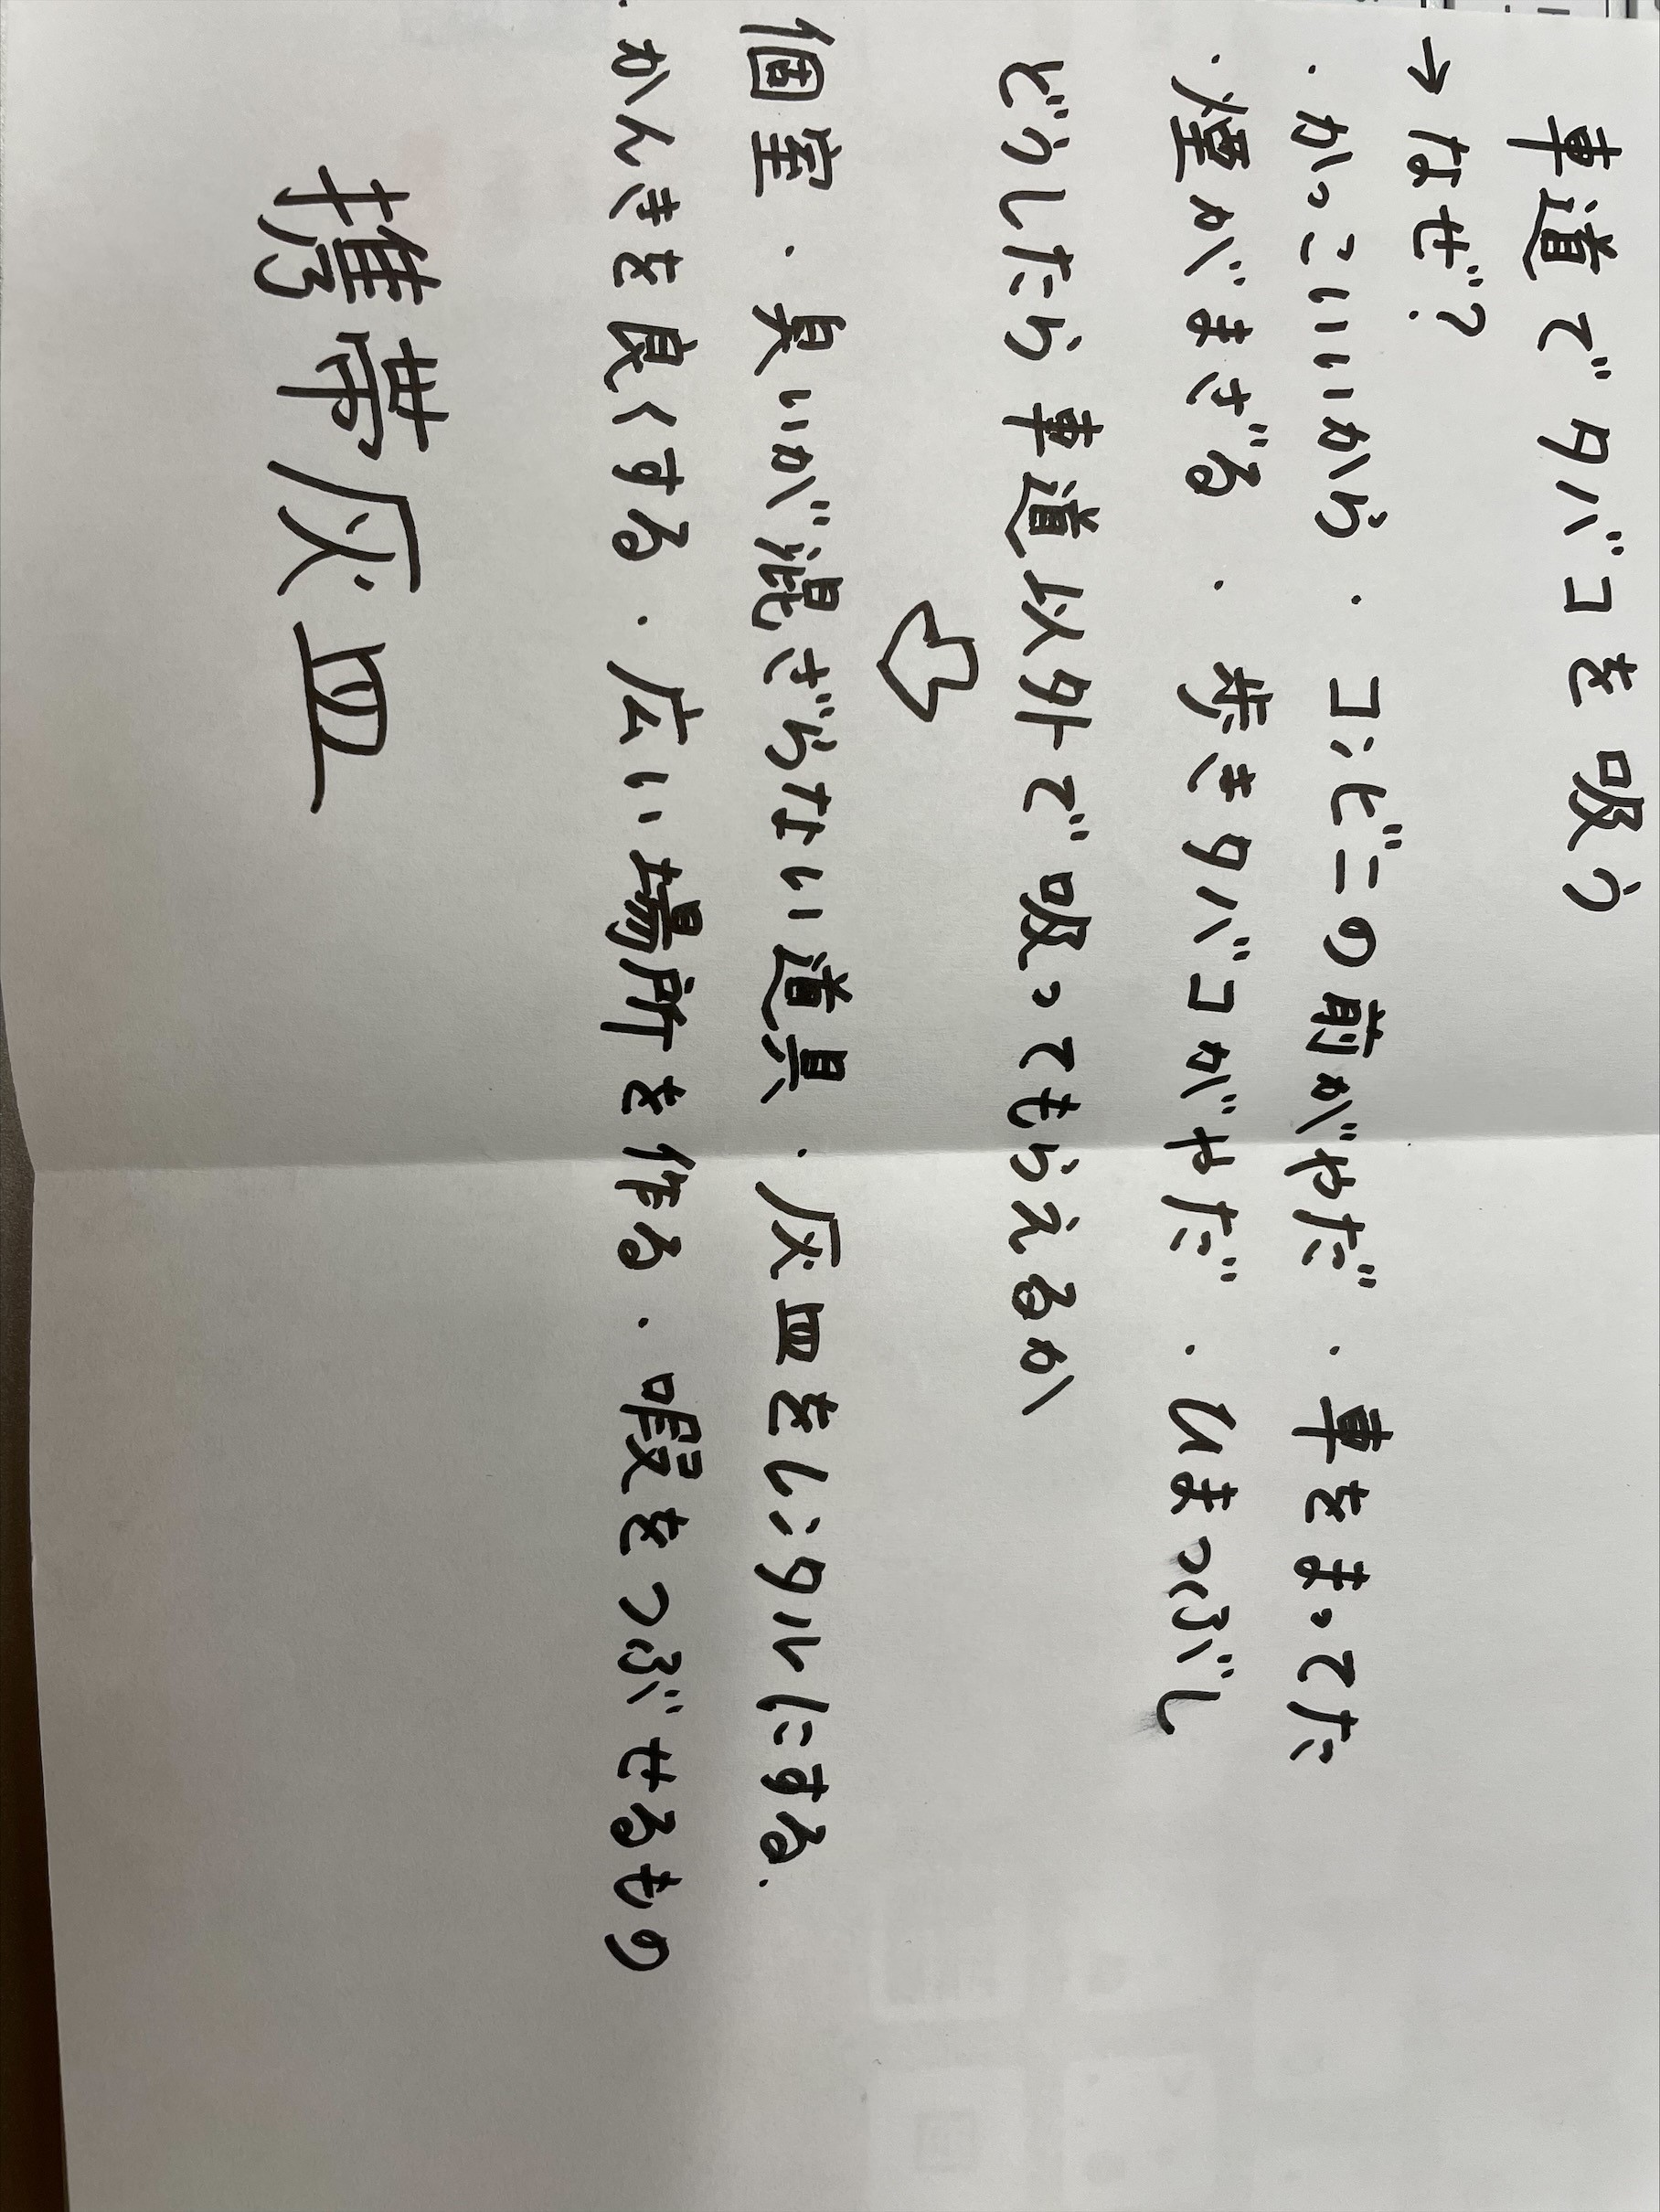 車道でタバコを吸う
→なぜ?
・かっこいいから ・コンビニの前がやだ ・車をまってた
・煙がまざる ・歩きタバコがやだ ・ひまつぶし
どうしたら車道以外で吸ってもらえるか
個室 ・臭いが混ざらない道具 ・灰皿をレンタルにする.
・かんきを良くする ・広い場所を作る ・暇をつぶせるもの
携帯灰皿